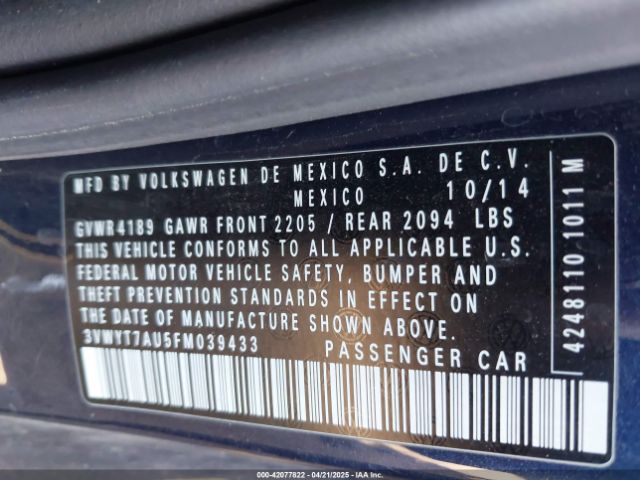 MFD BY VOLKSWAGEN DE MEXICO S.A. DE C.V.
MEXICO 10/14
GVWR4189 GAWR FRONT 2205 / REAR 2094 LBS
THIS VEHICLE CONFORMS TO ALL APPLICABLE U.S.
FEDERAL MOTOR VEHICLE SAFETY, BUMPER AND
THEFT PREVENTION STANDARDS IN EFFECT ON
THE DATE OF MANUFACTURE SHOWN ABOVE.
3VWYT7AU5FM039433 PASSENGER CAR
4248110 1011 M
000-42077822 - 04/21/2025 - IAA Inc.